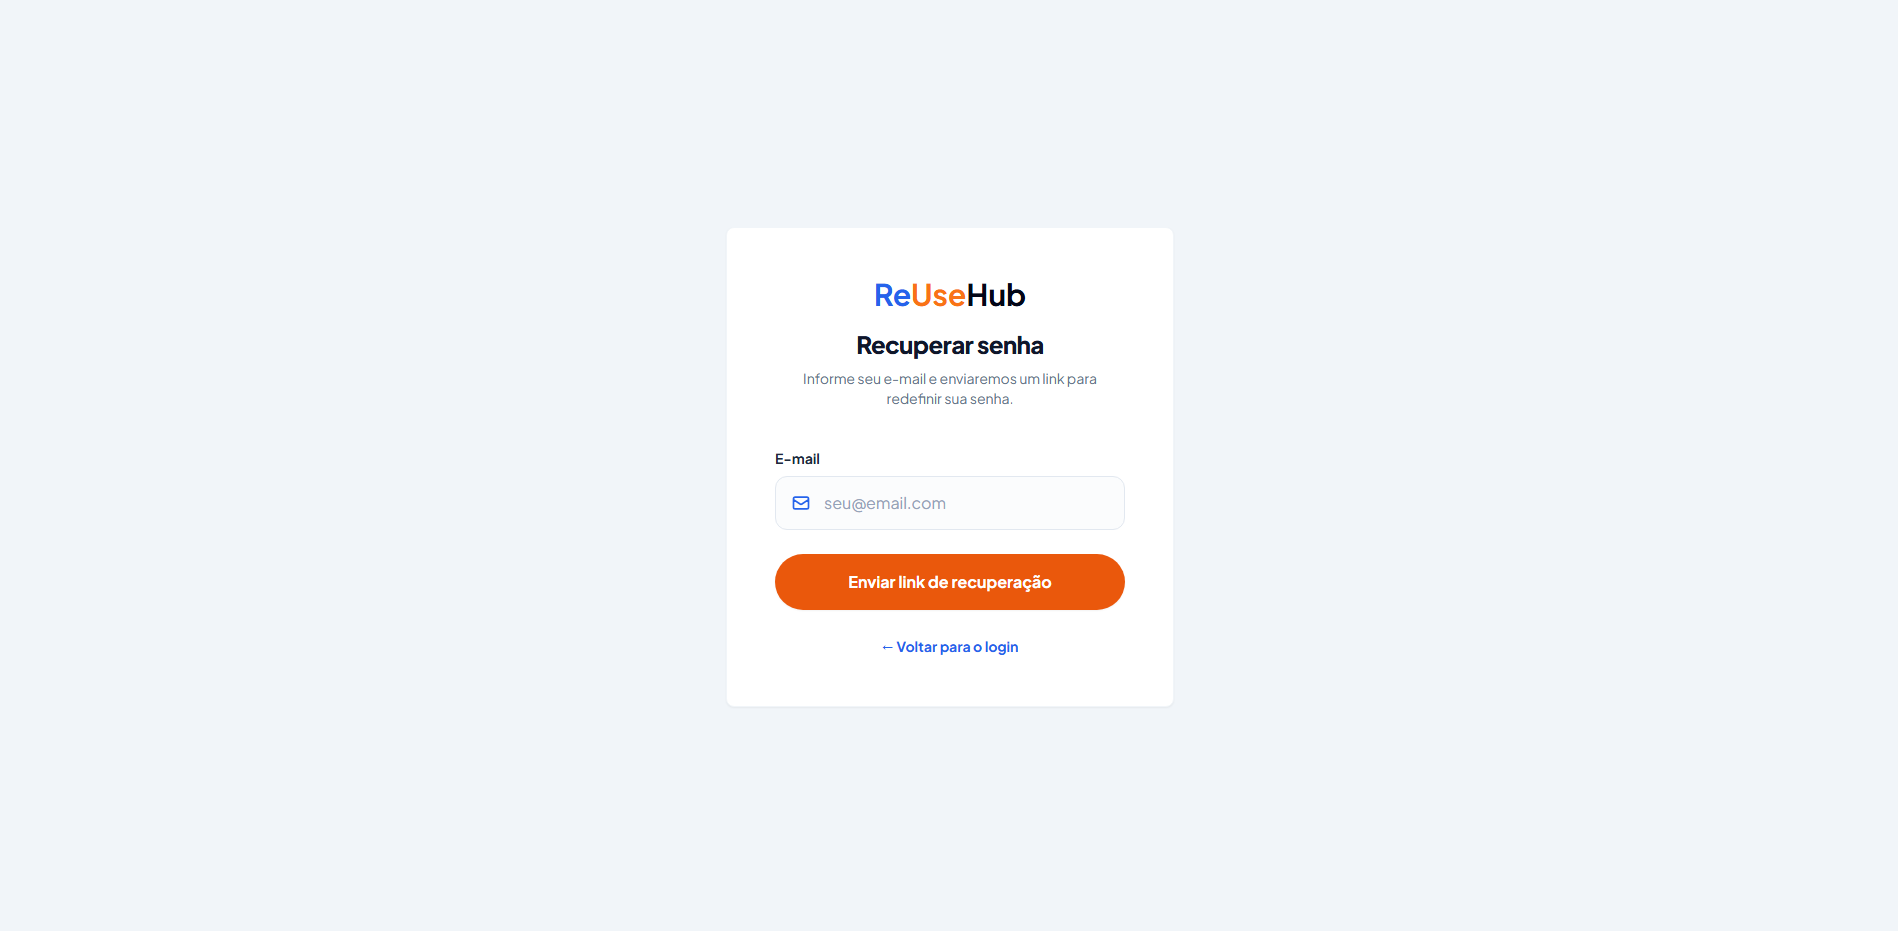 ReUseHub
Recuperar senha
Informe seu e-mail e enviaremos um link para
redefinir sua senha.
E-mail
seu@email.com
Enviar link de recuperação
← Voltar para o login